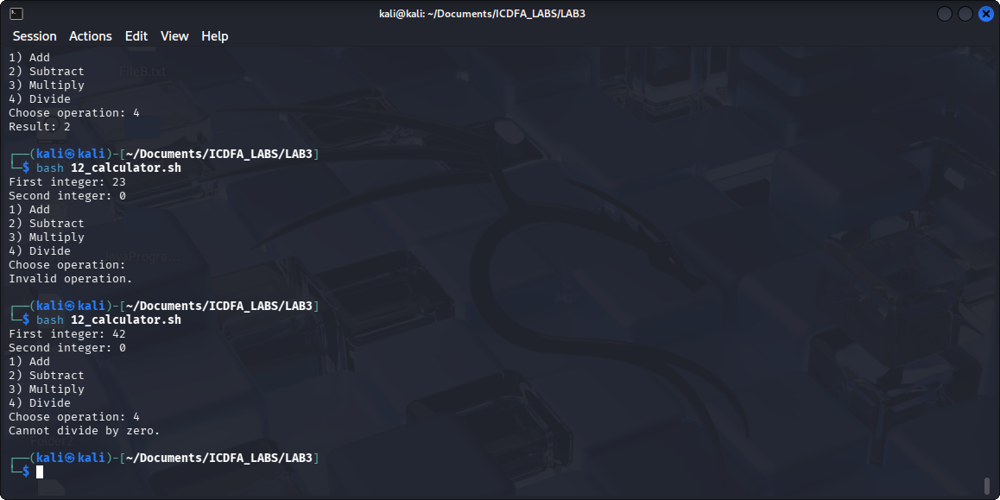 kali@kali: ~/Documents/ICDFA_LABS/LAB3
Session Actions Edit View Help
1) Add
2) Subtract
FileB.txt
3) Multiply
4) Divide
Choose operation: 4
Result: 2
┌──(kali㉿kali)-[~/Documents/ICDFA_LABS/LAB3]
└─$ bash 12_calculator.sh
First integer: 23
Second integer: 0
1) Add
2) Subtract
3) Multiply
4) Divide
JavaProgra...
Choose operation:
Invalid operation.
┌──(kali㉿kali)-[~/Documents/ICDFA_LABS/LAB3]
└─$ bash 12_calculator.sh
First integer: 42
Second integer: 0
1) Add
2) Subtract
3) Multiply
4) Divide
Choose operation: 4
Cannot divide by zero.
Folder2
┌──(kali㉿kali)-[~/Documents/ICDFA_LABS/LAB3]
└─$